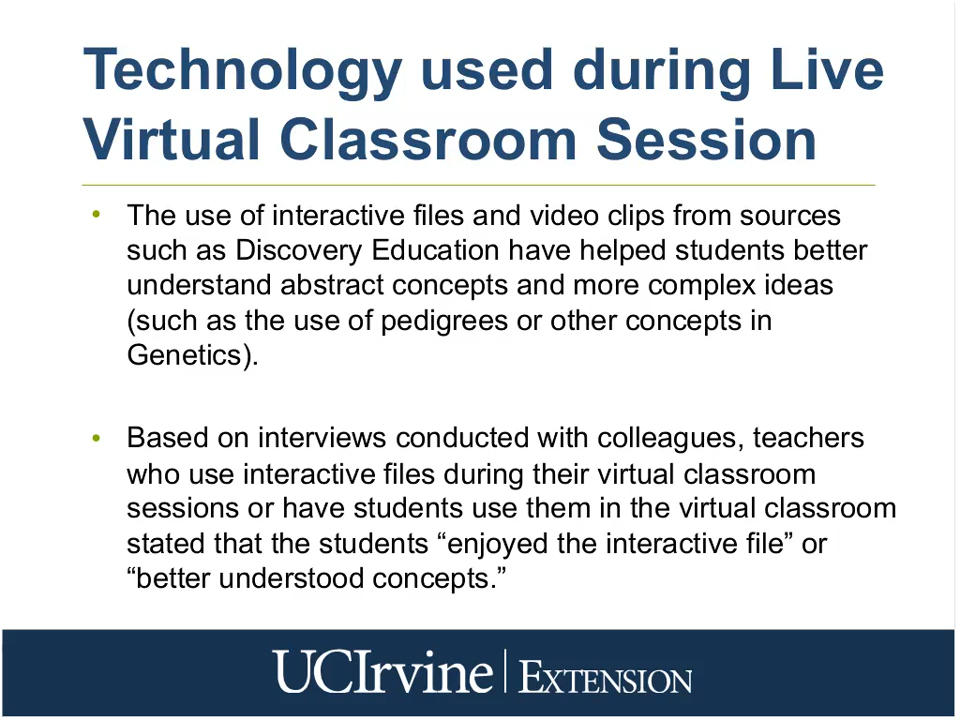 Technology used during Live
Virtual Classroom Session
• The use of interactive files and video clips from sources
such as Discovery Education have helped students better
understand abstract concepts and more complex ideas
(such as the use of pedigrees or other concepts in
Genetics).
• Based on interviews conducted with colleagues, teachers
who use interactive files during their virtual classroom
sessions or have students use them in the virtual classroom
stated that the students “enjoyed the interactive file” or
“better understood concepts.”
UCIrvine | EXTENSION